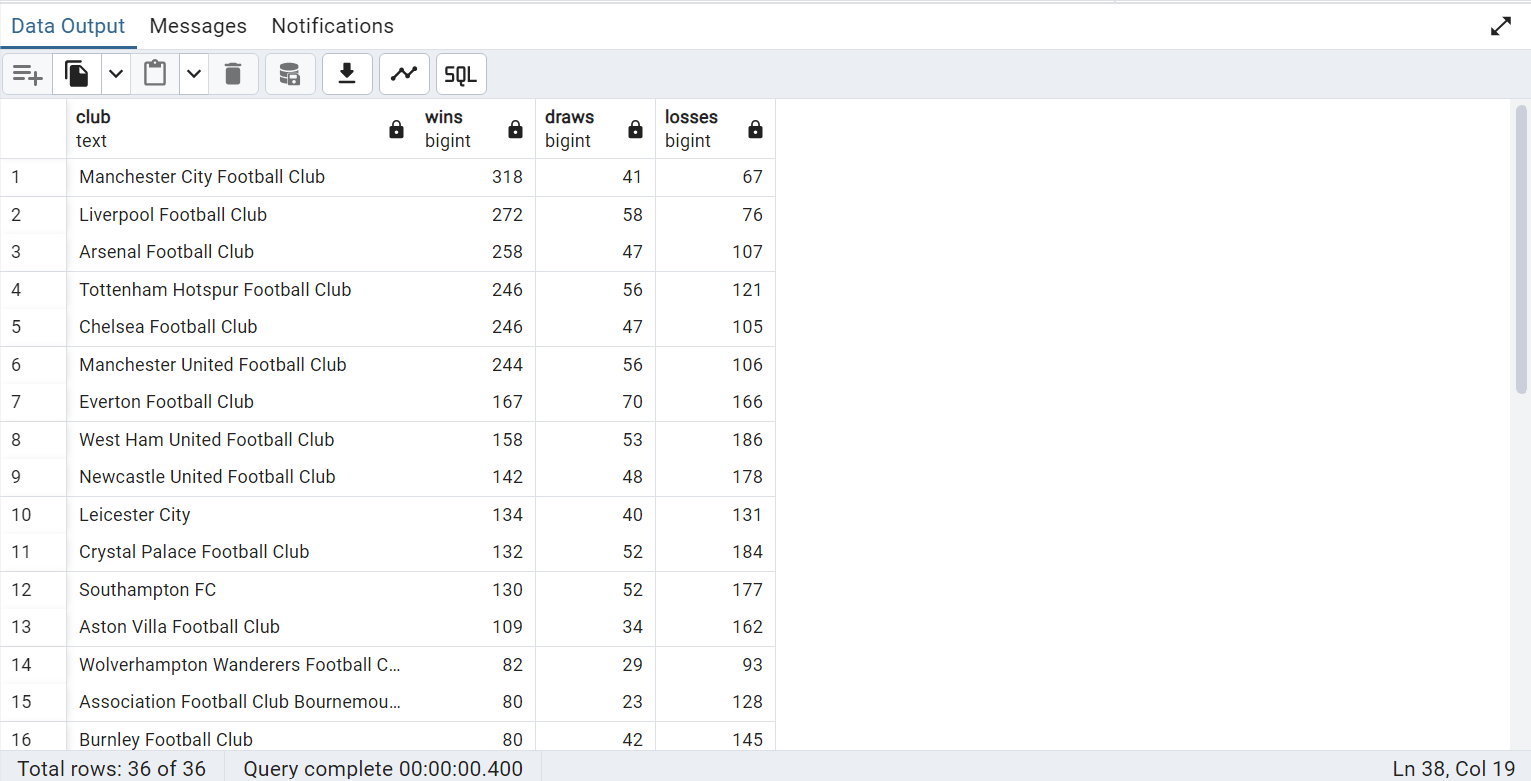 Data Output Messages Notifications
SQL
club wins draws losses
text bigint bigint bigint
1 Manchester City Football Club 318 41 67
2 Liverpool Football Club 272 58 76
3 Arsenal Football Club 258 47 107
4 Tottenham Hotspur Football Club 246 56 121
5 Chelsea Football Club 246 47 105
6 Manchester United Football Club 244 56 106
7 Everton Football Club 167 70 166
8 West Ham United Football Club 158 53 186
9 Newcastle United Football Club 142 48 178
10 Leicester City 134 40 131
11 Crystal Palace Football Club 132 52 184
12 Southampton FC 130 52 177
13 Aston Villa Football Club 109 34 162
14 Wolverhampton Wanderers Football C... 82 29 93
15 Association Football Club Bournemou... 80 23 128
16 Burnley Football Club 80 42 145
Total rows: 36 of 36 Query complete 00:00:00.400 Ln 38, Col 19